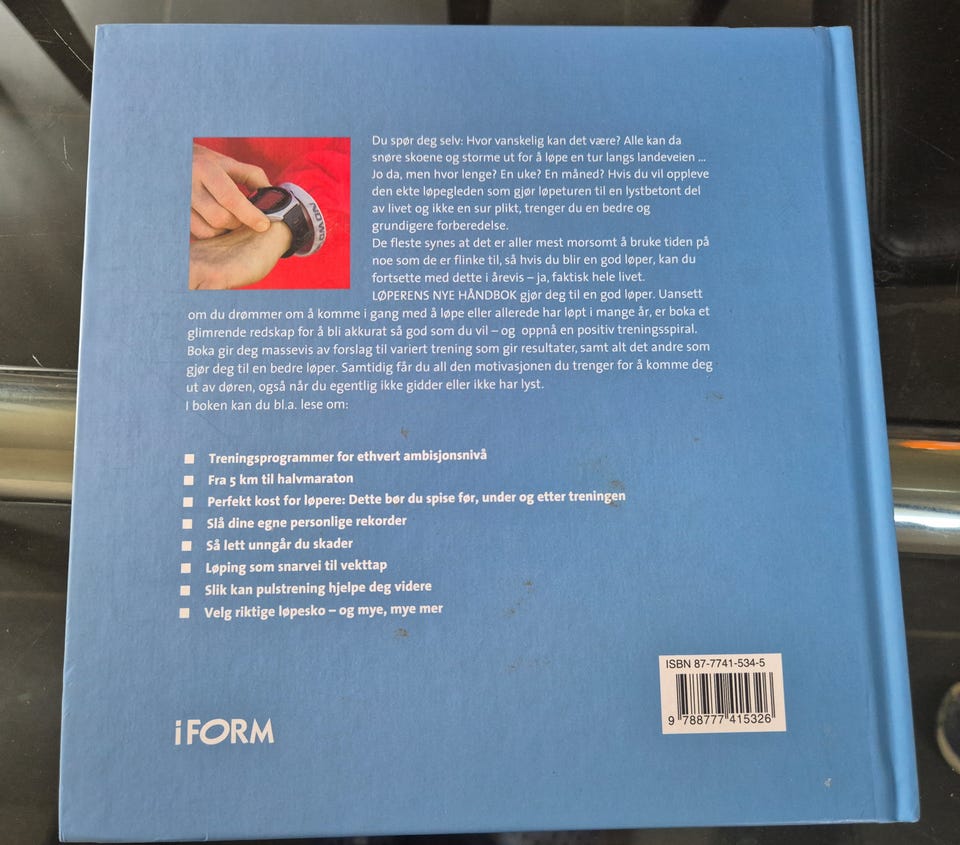 Du spør deg selv: Hvor vanskelig kan det være? Alle kan da
snøre skoene og storme ut for å løpe en tur langs landeveien ...
Jo da, men hvor lenge? En uke? En måned? Hvis du vil oppleve
den ekte løpegleden som gjør løpeturen til en lystbetont del
av livet og ikke en sur plikt, trenger du en bedre og
grundigere forberedelse.
De fleste synes at det er aller mest morsomt å bruke tiden på
noe som de er flinke til, så hvis du blir en god løper, kan du
fortsette med dette i årevis – ja, faktisk hele livet.
LØPERENS NYE HÅNDBOK gjør deg til en god løper. Uansett
om du drømmer om å komme i gang med å løpe eller allerede har løpt i mange år, er boka et
glimrende redskap for å bli akkurat så god som du vil – og oppnå en positiv treningsspiral.
Boka gir deg massevis av forslag til variert trening som gir resultater, samt alt det andre som
gjør deg til en bedre løper. Samtidig får du all den motivasjonen du trenger for å komme deg
ut av døren, også når du egentlig ikke gidder eller ikke har lyst.
I boken kan du bl.a. lese om:
Treningsprogrammer for ethvert ambisjonsnivå
Fra 5 km til halvmaraton
Perfekt kost for løpere: Dette bør du spise før, under og etter treningen
Slå dine egne personlige rekorder
Så lett unngår du skader
Løping som snarvei til vekttap
Slik kan pulstrening hjelpe deg videre
Velg riktige løpesko – og mye, mye mer
ISBN 87-7741-534-5
9 788777 415326
iFORM